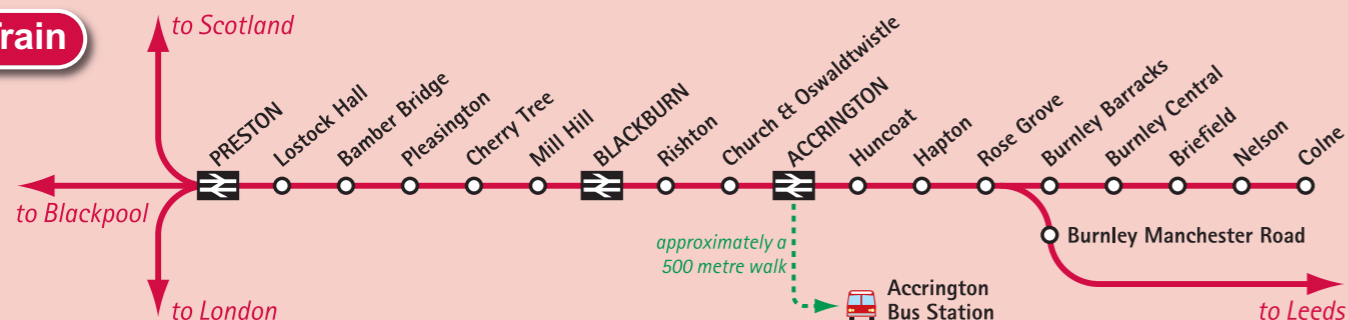 Train
to Scotland
PRESTON
Lostock Hall
Bamber Bridge
Pleasington
Cherry Tree
Mill Hill
BLACKBURN
Rishton
Church & Oswaldtwistle
ACCRINGTON
Huncoat
Hapton
Rose Grove
Burnley Barracks
Burnley Central
Briefield
Nelson
Colne
to Blackpool
Burnley Manchester Road
approximately a
500 metre walk
Accrington
Bus Station
to London
to Leeds